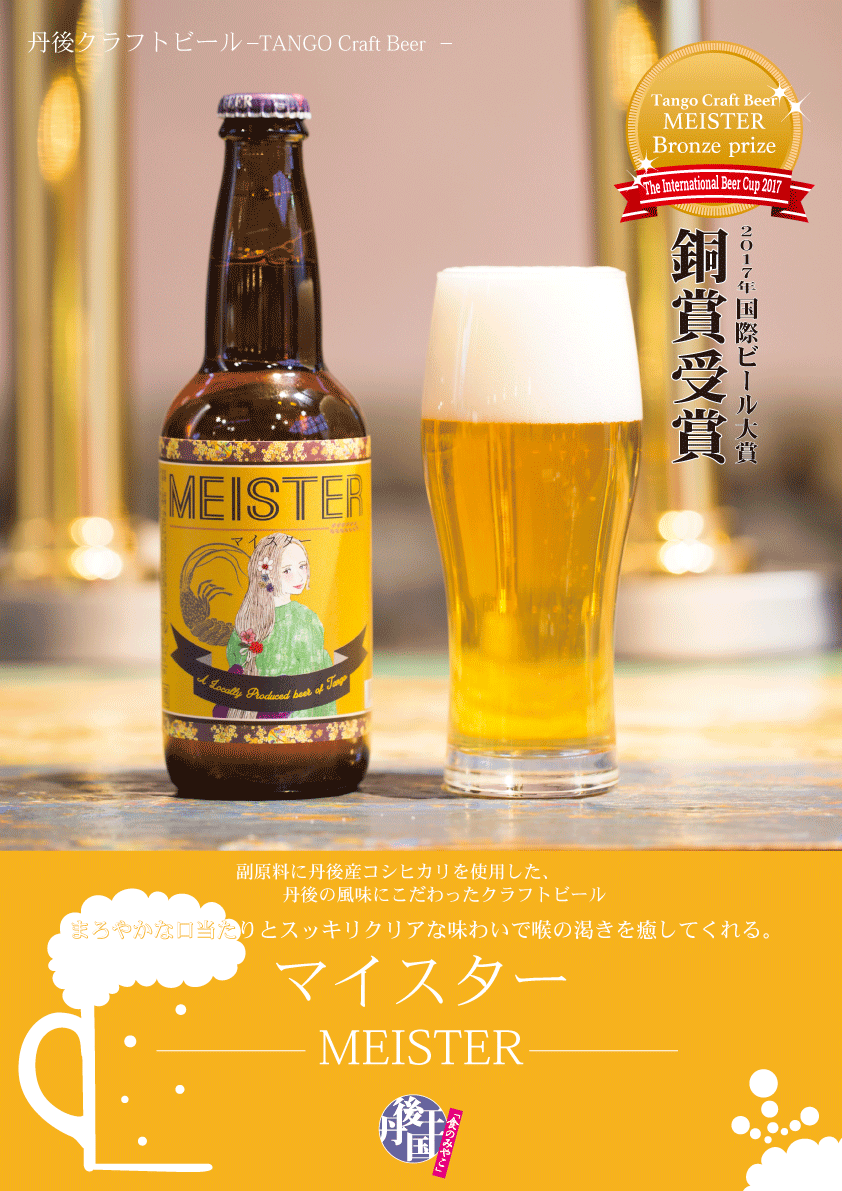 丹後クラフトビール −TANGO Craft Beer −
Tango Craft Beer
MEISTER
Bronze prize
The International Beer Cup 2017
2017年国際ビール大賞
銅賞受賞
BEER
MEISTER
マイスター
A Locally Produced beer of Tango
副原料に丹後産コシヒカリを使用した、
丹後の風味にこだわったクラフトビール
まろやかな口当たりとスッキリクリアな味わいで喉の渇きを癒してくれる。
マイスター
MEISTER
丹後王国
「食のみやこ」